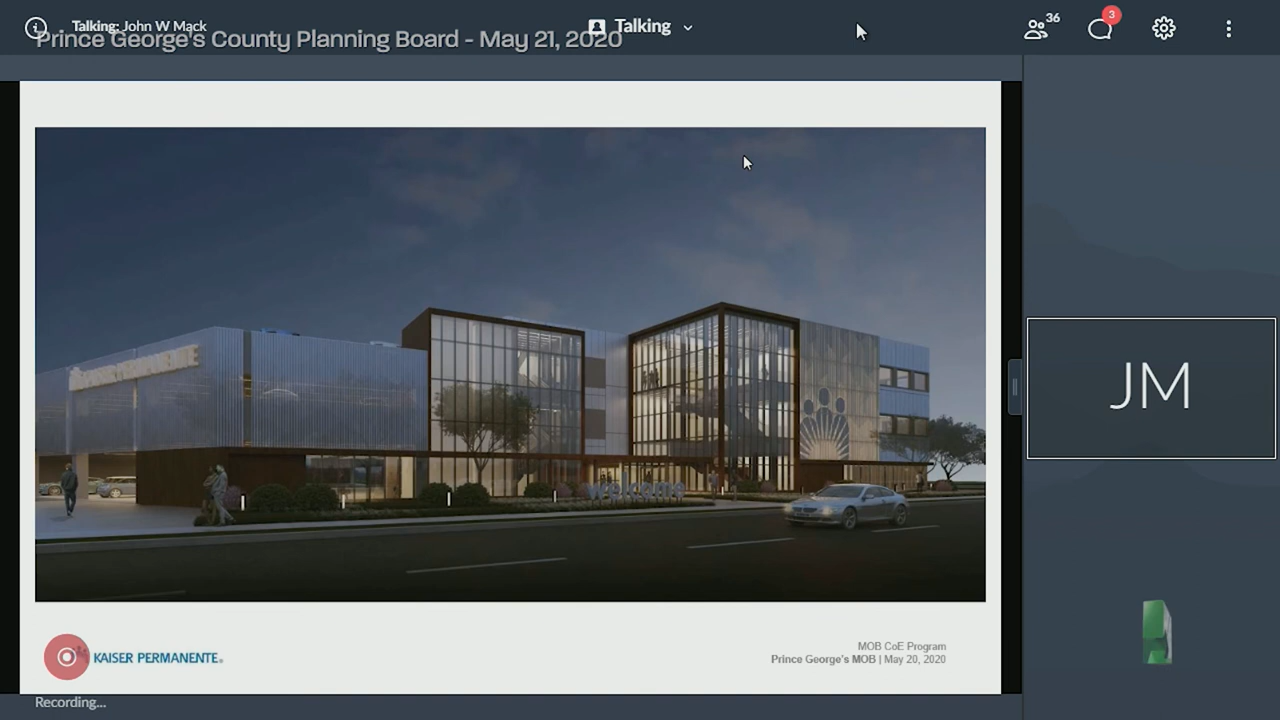 Talking: John W Mack
Talking
36
3
Prince George's County Planning Board - May 21, 2020
KAISER PERMANENTE
welcome
JM
KAISER PERMANENTE®
MOB CoE Program
Prince George's MOB | May 20, 2020
Recording...